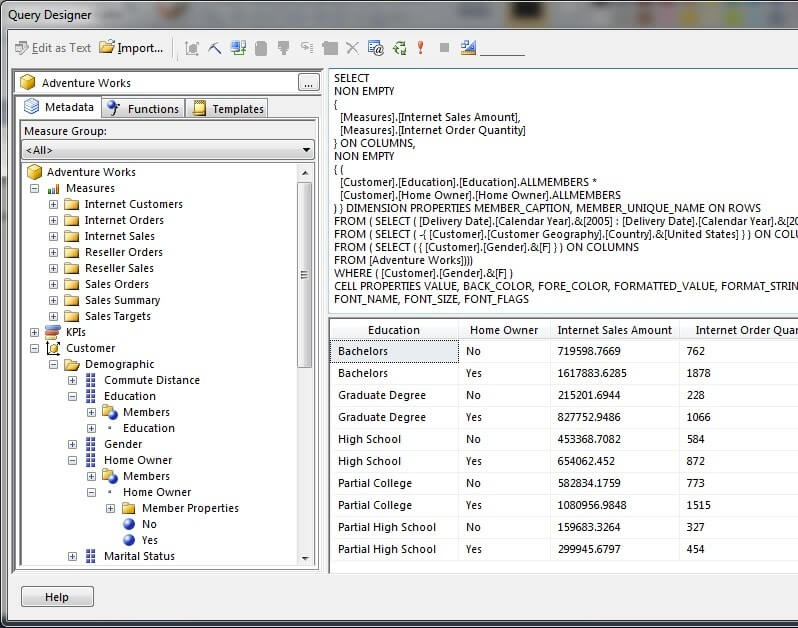 Query Designer
Edit as Text Import...
Adventure Works ...
Metadata Functions Templates
Measure Group:
<All>
Adventure Works
Measures
Internet Customers
Internet Orders
Internet Sales
Reseller Orders
Reseller Sales
Sales Orders
Sales Summary
Sales Targets
KPIs
Customer
Demographic
Commute Distance
Education
Members
Education
Gender
Home Owner
Members
Home Owner
Member Properties
No
Yes
Marital Status
SELECT
NON EMPTY
{
[Measures].[Internet Sales Amount],
[Measures].[Internet Order Quantity]
} ON COLUMNS,
NON EMPTY
{ (
[Customer].[Education].[Education].ALLMEMBERS *
[Customer].[Home Owner].[Home Owner].ALLMEMBERS
) } DIMENSION PROPERTIES MEMBER_CAPTION, MEMBER_UNIQUE_NAME ON ROWS
FROM ( SELECT ( [Delivery Date].[Calendar Year].&[2005] : [Delivery Date].[Calendar Year].&[20
FROM ( SELECT ( -{ [Customer].[Customer Geography].[Country].&[United States] } ) ON COLU
FROM ( SELECT ( { [Customer].[Gender].&[F] } ) ON COLUMNS
FROM [Adventure Works])))
WHERE ( [Customer].[Gender].&[F] )
CELL PROPERTIES VALUE, BACK_COLOR, FORE_COLOR, FORMATTED_VALUE, FORMAT_STRIN
FONT_NAME, FONT_SIZE, FONT_FLAGS
Education Home Owner Internet Sales Amount Internet Order Quan
Bachelors No 719598.7669 762
Bachelors Yes 1617883.6285 1878
Graduate Degree No 215201.6944 228
Graduate Degree Yes 827752.9486 1066
High School No 453368.7082 584
High School Yes 654062.452 872
Partial College No 582834.1759 773
Partial College Yes 1080956.9848 1515
Partial High School No 159683.3264 327
Partial High School Yes 299945.6797 454
Help